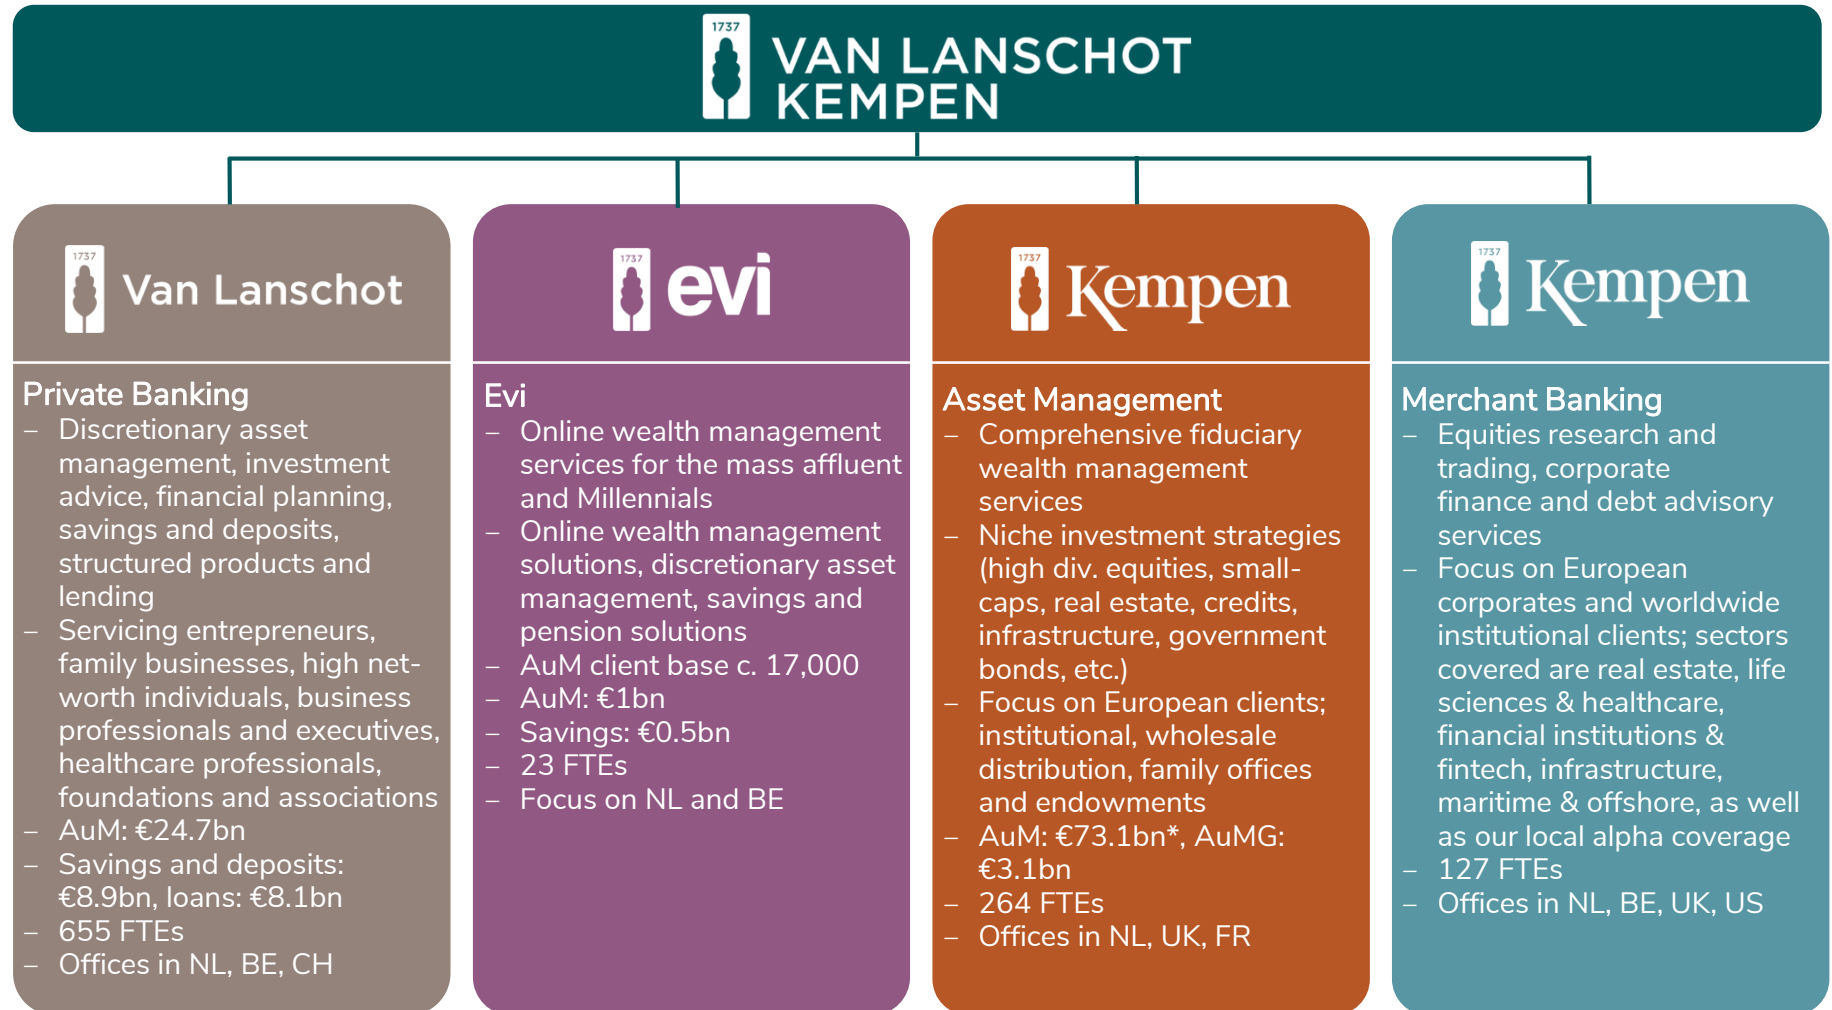 1737
VAN LANSCHOT
KEMPEN
1737
Van Lanschot
Private Banking
– Discretionary asset
management, investment
advice, financial planning,
savings and deposits,
structured products and
lending
– Servicing entrepreneurs,
family businesses, high net-
worth individuals, business
professionals and executives,
healthcare professionals,
foundations and associations
– AuM: €24.7bn
– Savings and deposits:
€8.9bn, loans: €8.1bn
– 655 FTEs
– Offices in NL, BE, CH
1737
evi
Evi
– Online wealth management
services for the mass affluent
and Millennials
– Online wealth management
solutions, discretionary asset
management, savings and
pension solutions
– AuM client base c. 17,000
– AuM: €1bn
– Savings: €0.5bn
– 23 FTEs
– Focus on NL and BE
1737
Kempen
Asset Management
– Comprehensive fiduciary
wealth management
services
– Niche investment strategies
(high div. equities, small-
caps, real estate, credits,
infrastructure, government
bonds, etc.)
– Focus on European clients;
institutional, wholesale
distribution, family offices
and endowments
– AuM: €73.1bn*, AuMG:
€3.1bn
– 264 FTEs
– Offices in NL, UK, FR
1737
Kempen
Merchant Banking
– Equities research and
trading, corporate
finance and debt advisory
services
– Focus on European
corporates and worldwide
institutional clients; sectors
covered are real estate, life
sciences & healthcare,
financial institutions &
fintech, infrastructure,
maritime & offshore, as well
as our local alpha coverage
– 127 FTEs
– Offices in NL, BE, UK, US